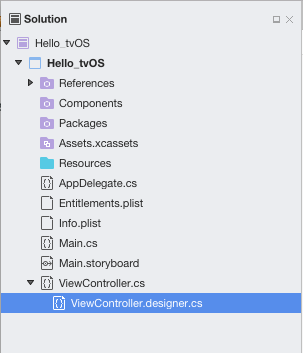 Solution
Hello_tvOS
Hello_tvOS
References
Components
Packages
Assets.xcassets
Resources
AppDelegate.cs
Entitlements.plist
Info.plist
Main.cs
Main.storyboard
ViewController.cs
ViewController.designer.cs